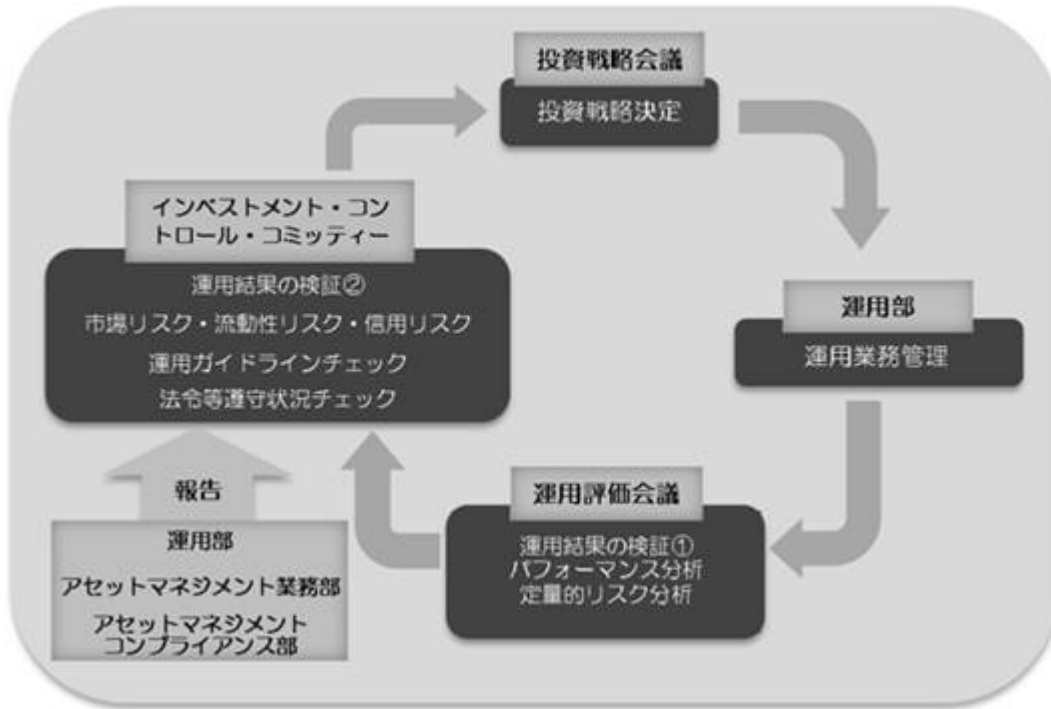 投資戦略会議
投資戦略決定
運用部
運用業務管理
運用評価会議
運用結果の検証①
パフォーマンス分析
定量的リスク分析
インベストメント・コン
トロール・コミッティー
運用結果の検証②
市場リスク・流動性リスク・信用リスク
運用ガイドラインチェック
法令等遵守状況チェック
報告
運用部
アセットマネジメント業務部
アセットマネジメント
コンプライアンス部